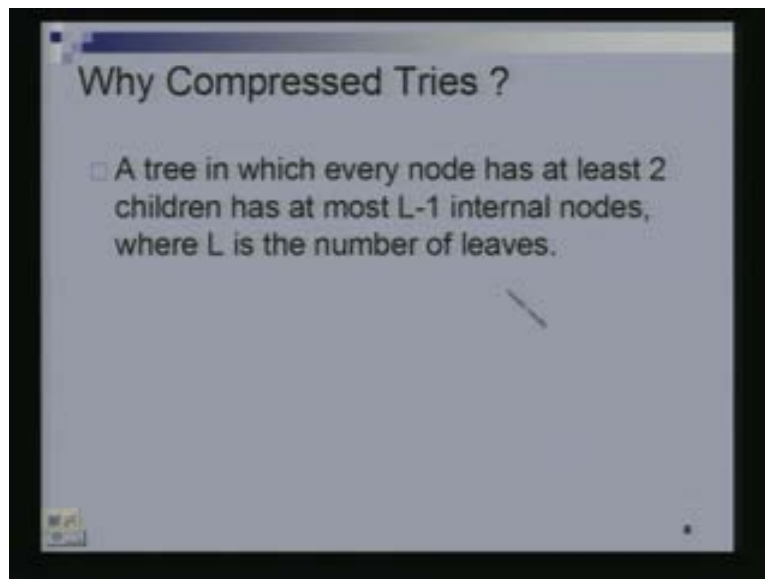 Why Compressed Tries ?
A tree in which every node has at least 2
children has at most L-1 internal nodes,
where L is the number of leaves.